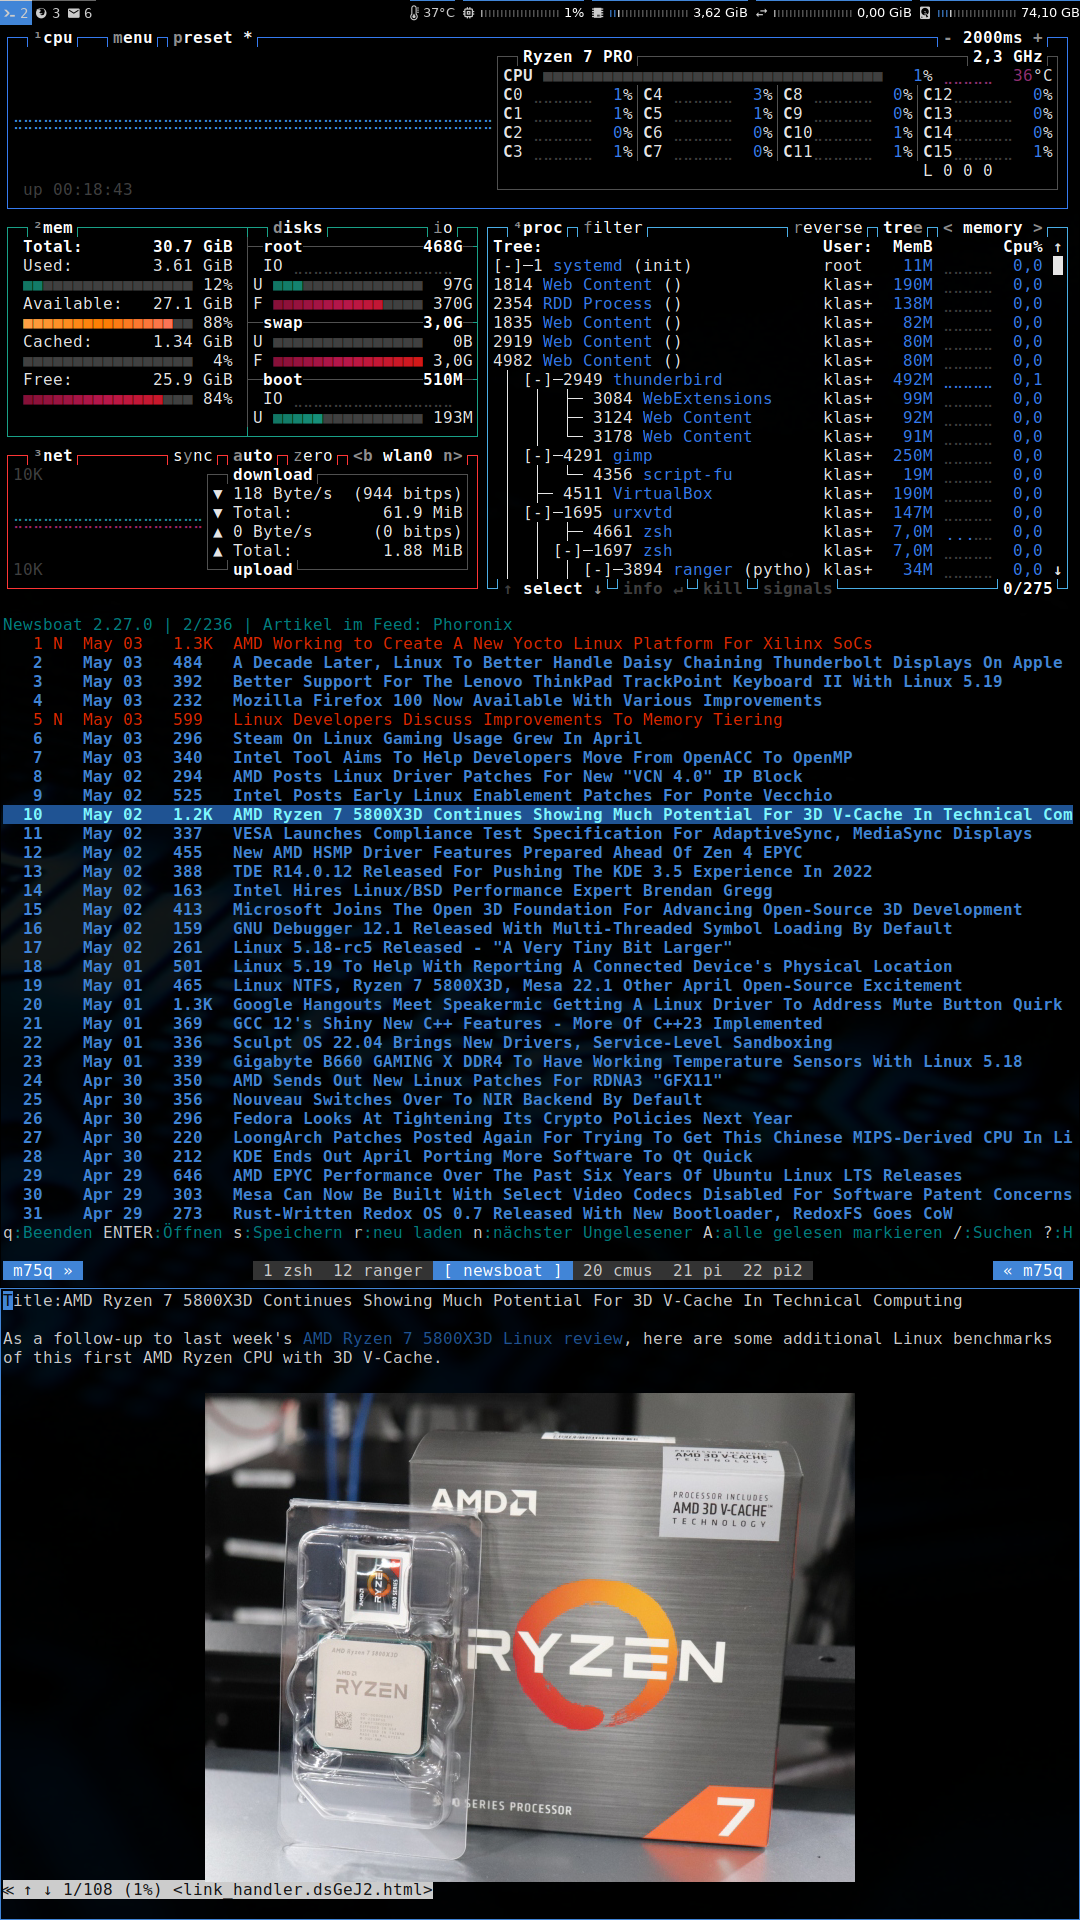 2 3 6 37°C 1% 3,62 GiB 0,00 GiB 74,10 GB
¹cpu menu preset * - 2000ms +
Ryzen 7 PRO 2,3 GHz
CPU 1% 36°C
C0 1% C4 3% C8 0% C12 0%
C1 1% C5 1% C9 0% C13 0%
C2 0% C6 0% C10 1% C14 0%
C3 1% C7 0% C11 1% C15 1%
L 0 0 0
up 00:18:43
²mem
Total: 30.7 GiB
Used: 3.61 GiB
12%
Available: 27.1 GiB
88%
Cached: 1.34 GiB
4%
Free: 25.9 GiB
84%
disks io
root 468G
IO
U 97G
F 370G
swap 3,0G
U 0B
F 3,0G
boot 510M
IO
U 193M
³net sync auto zero <b wlan0 n>
10K
download
▼ 118 Byte/s (944 bitps)
▼ Total: 61.9 MiB
▲ 0 Byte/s (0 bitps)
▲ Total: 1.88 MiB
upload
10K
⁴proc filter reverse tree < memory >
Tree: User: MemB Cpu% ↑
[-]─1 systemd (init) root 11M 0,0
1814 Web Content () klas+ 190M 0,0
2354 RDD Process () klas+ 138M 0,0
1835 Web Content () klas+ 82M 0,0
2919 Web Content () klas+ 80M 0,0
4982 Web Content () klas+ 80M 0,0
[-]─2949 thunderbird klas+ 492M 0,1
3084 WebExtensions klas+ 99M 0,0
3124 Web Content klas+ 92M 0,0
3178 Web Content klas+ 91M 0,0
[-]─4291 gimp klas+ 250M 0,0
4356 script-fu klas+ 19M 0,0
4511 VirtualBox klas+ 190M 0,0
[-]─1695 urxvtd klas+ 147M 0,0
4661 zsh klas+ 7,0M 0,0
[-]─1697 zsh klas+ 7,0M 0,0
[-]─3894 ranger (pytho) klas+ 34M 0,0 ↓
↑ select ↓ info ↵ kill signals 0/275
Newsboat 2.27.0 | 2/236 | Artikel im Feed: Phoronix
1 N May 03 1.3K AMD Working to Create A New Yocto Linux Platform For Xilinx SoCs
2 May 03 484 A Decade Later, Linux To Better Handle Daisy Chaining Thunderbolt Displays On Apple
3 May 03 392 Better Support For The Lenovo ThinkPad TrackPoint Keyboard II With Linux 5.19
4 May 03 232 Mozilla Firefox 100 Now Available With Various Improvements
5 N May 03 599 Linux Developers Discuss Improvements To Memory Tiering
6 May 03 296 Steam On Linux Gaming Usage Grew In April
7 May 03 340 Intel Tool Aims To Help Developers Move From OpenACC To OpenMP
8 May 02 294 AMD Posts Linux Driver Patches For New "VCN 4.0" IP Block
9 May 02 525 Intel Posts Early Linux Enablement Patches For Ponte Vecchio
10 May 02 1.2K AMD Ryzen 7 5800X3D Continues Showing Much Potential For 3D V-Cache In Technical Com
11 May 02 337 VESA Launches Compliance Test Specification For AdaptiveSync, MediaSync Displays
12 May 02 455 New AMD HSMP Driver Features Prepared Ahead Of Zen 4 EPYC
13 May 02 388 TDE R14.0.12 Released For Pushing The KDE 3.5 Experience In 2022
14 May 02 163 Intel Hires Linux/BSD Performance Expert Brendan Gregg
15 May 02 413 Microsoft Joins The Open 3D Foundation For Advancing Open-Source 3D Development
16 May 02 159 GNU Debugger 12.1 Released With Multi-Threaded Symbol Loading By Default
17 May 02 261 Linux 5.18-rc5 Released - "A Very Tiny Bit Larger"
18 May 01 501 Linux 5.19 To Help With Reporting A Connected Device's Physical Location
19 May 01 465 Linux NTFS, Ryzen 7 5800X3D, Mesa 22.1 Other April Open-Source Excitement
20 May 01 1.3K Google Hangouts Meet Speakermic Getting A Linux Driver To Address Mute Button Quirk
21 May 01 369 GCC 12's Shiny New C++ Features - More Of C++23 Implemented
22 May 01 336 Sculpt OS 22.04 Brings New Drivers, Service-Level Sandboxing
23 May 01 339 Gigabyte B660 GAMING X DDR4 To Have Working Temperature Sensors With Linux 5.18
24 Apr 30 350 AMD Sends Out New Linux Patches For RDNA3 "GFX11"
25 Apr 30 356 Nouveau Switches Over To NIR Backend By Default
26 Apr 30 296 Fedora Looks At Tightening Its Crypto Policies Next Year
27 Apr 30 220 LoongArch Patches Posted Again For Trying To Get This Chinese MIPS-Derived CPU In Li
28 Apr 30 212 KDE Ends Out April Porting More Software To Qt Quick
29 Apr 29 646 AMD EPYC Performance Over The Past Six Years Of Ubuntu Linux LTS Releases
30 Apr 29 303 Mesa Can Now Be Built With Select Video Codecs Disabled For Software Patent Concerns
31 Apr 29 273 Rust-Written Redox OS 0.7 Released With New Bootloader, RedoxFS Goes CoW
q:Beenden ENTER:Öffnen s:Speichern r:neu laden n:nächster Ungelesener A:alle gelesen markieren /:Suchen ?:H
m75q » 1 zsh 12 ranger [ newsboat ] 20 cmus 21 pi 22 pi2 « m75q
Title:AMD Ryzen 7 5800X3D Continues Showing Much Potential For 3D V-Cache In Technical Computing
As a follow-up to last week's AMD Ryzen 7 5800X3D Linux review, here are some additional Linux benchmarks
of this first AMD Ryzen CPU with 3D V-Cache.
AMD 3D V-CACHE™
TECHNOLOGY
AMD
PROCESSOR INCLUDES
AMD 3D V-CACHE™
TECHNOLOGY
RYZEN
AMD
RYZEN
SERIES 5000
AMD Ryzen 7 5800X3D
AMD
RYZEN
SERIES PROCESSOR
7
≪ ↑ ↓ 1/108 (1%) <link_handler.dsGeJ2.html>